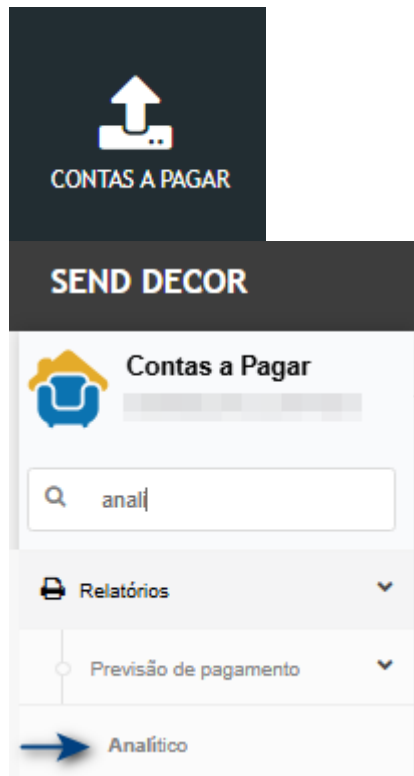 CONTAS A PAGAR
SEND DECOR
Contas a Pagar
anali
Relatórios
Previsão de pagamento
Analítico